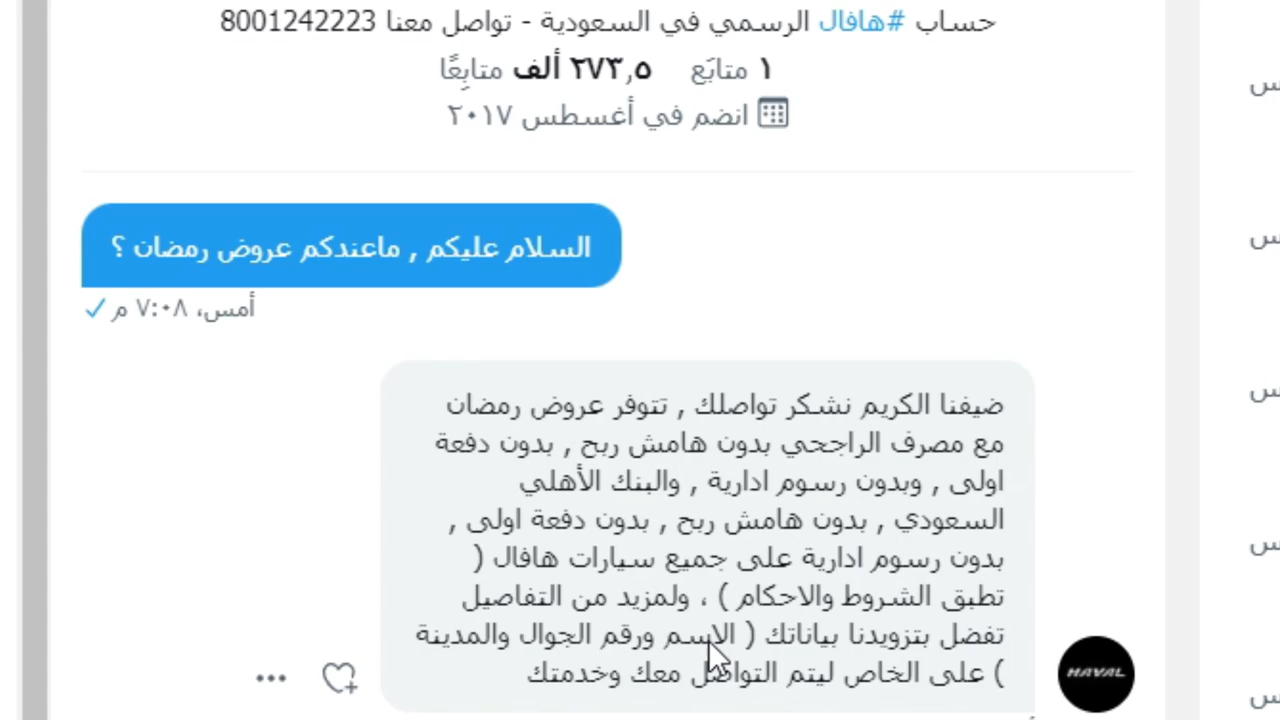 حساب #هافال الرسمي في السعودية - تواصل معنا 8001242223
١ متابَع ٢٧٣٫٥ ألف متابِعًا
انضم في أغسطس ٢٠١٧
السلام عليكم , ماعندكم عروض رمضان ؟
أمس، ٧:٠٨ م
ضيفنا الكريم نشكر تواصلك , تتوفر عروض رمضان
مع مصرف الراجحي بدون هامش ربح , بدون دفعة
اولى , وبدون رسوم ادارية , والبنك الأهلي
السعودي , بدون هامش ربح , بدون دفعة اولى ,
بدون رسوم ادارية على جميع سيارات هافال (
تطبق الشروط والاحكام ) ، ولمزيد من التفاصيل
تفضل بتزويدنا بياناتك ( الاسم ورقم الجوال والمدينة
) على الخاص ليتم التواصل معك وخدمتك
HAVAL